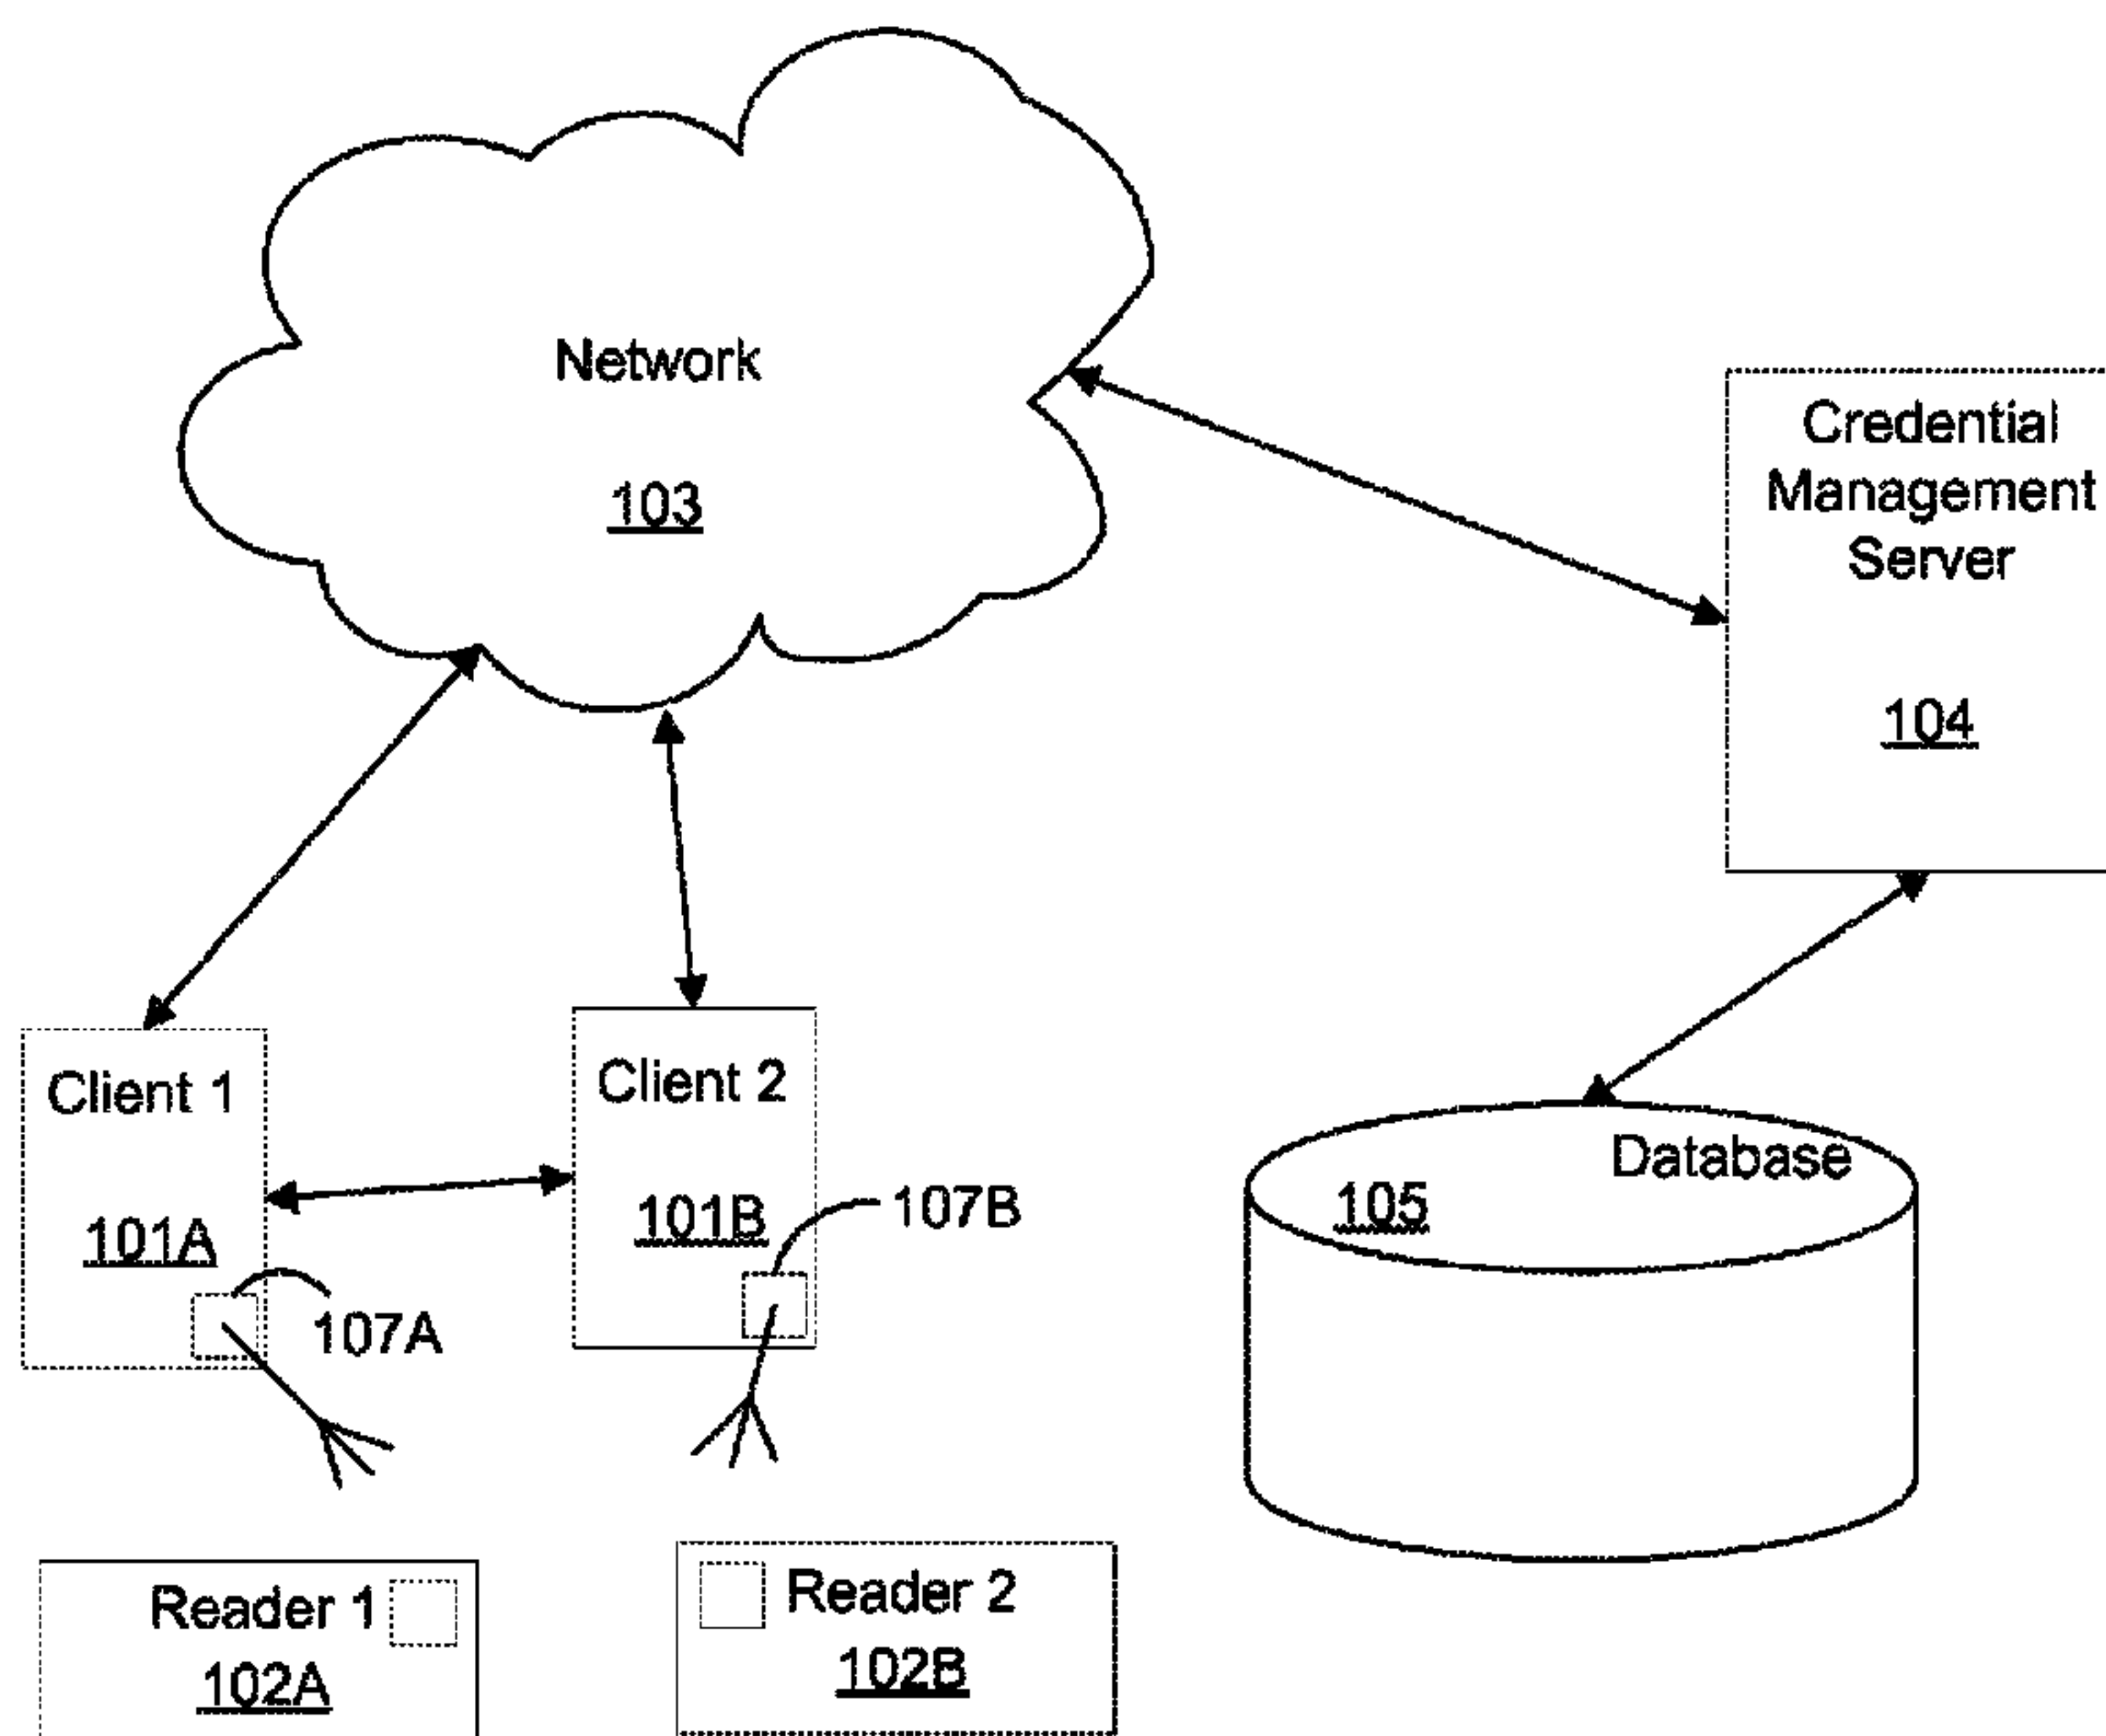 Network
103
Credential
Management
Server
104
Client 1
101A
Client 2
101B
107A
107B
Database
105
Reader 1
102A
Reader 2
102B